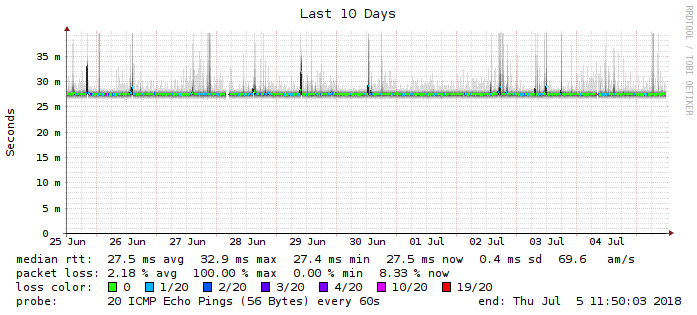 Last 10 Days
RRDTOOL / TOBI OETIKER
Seconds
35 m
30 m
25 m
20 m
15 m
10 m
5 m
0
25 Jun 26 Jun 27 Jun 28 Jun 29 Jun 30 Jun 01 Jul 02 Jul 03 Jul 04 Jul
median rtt: 27.5 ms avg 32.9 ms max 27.4 ms min 27.5 ms now 0.4 ms sd 69.6 am/s
packet loss: 2.18 % avg 100.00 % max 0.00 % min 8.33 % now
loss color: 0 1/20 2/20 3/20 4/20 10/20 19/20
probe: 20 ICMP Echo Pings (56 Bytes) every 60s end: Thu Jul 5 11:50:03 2018